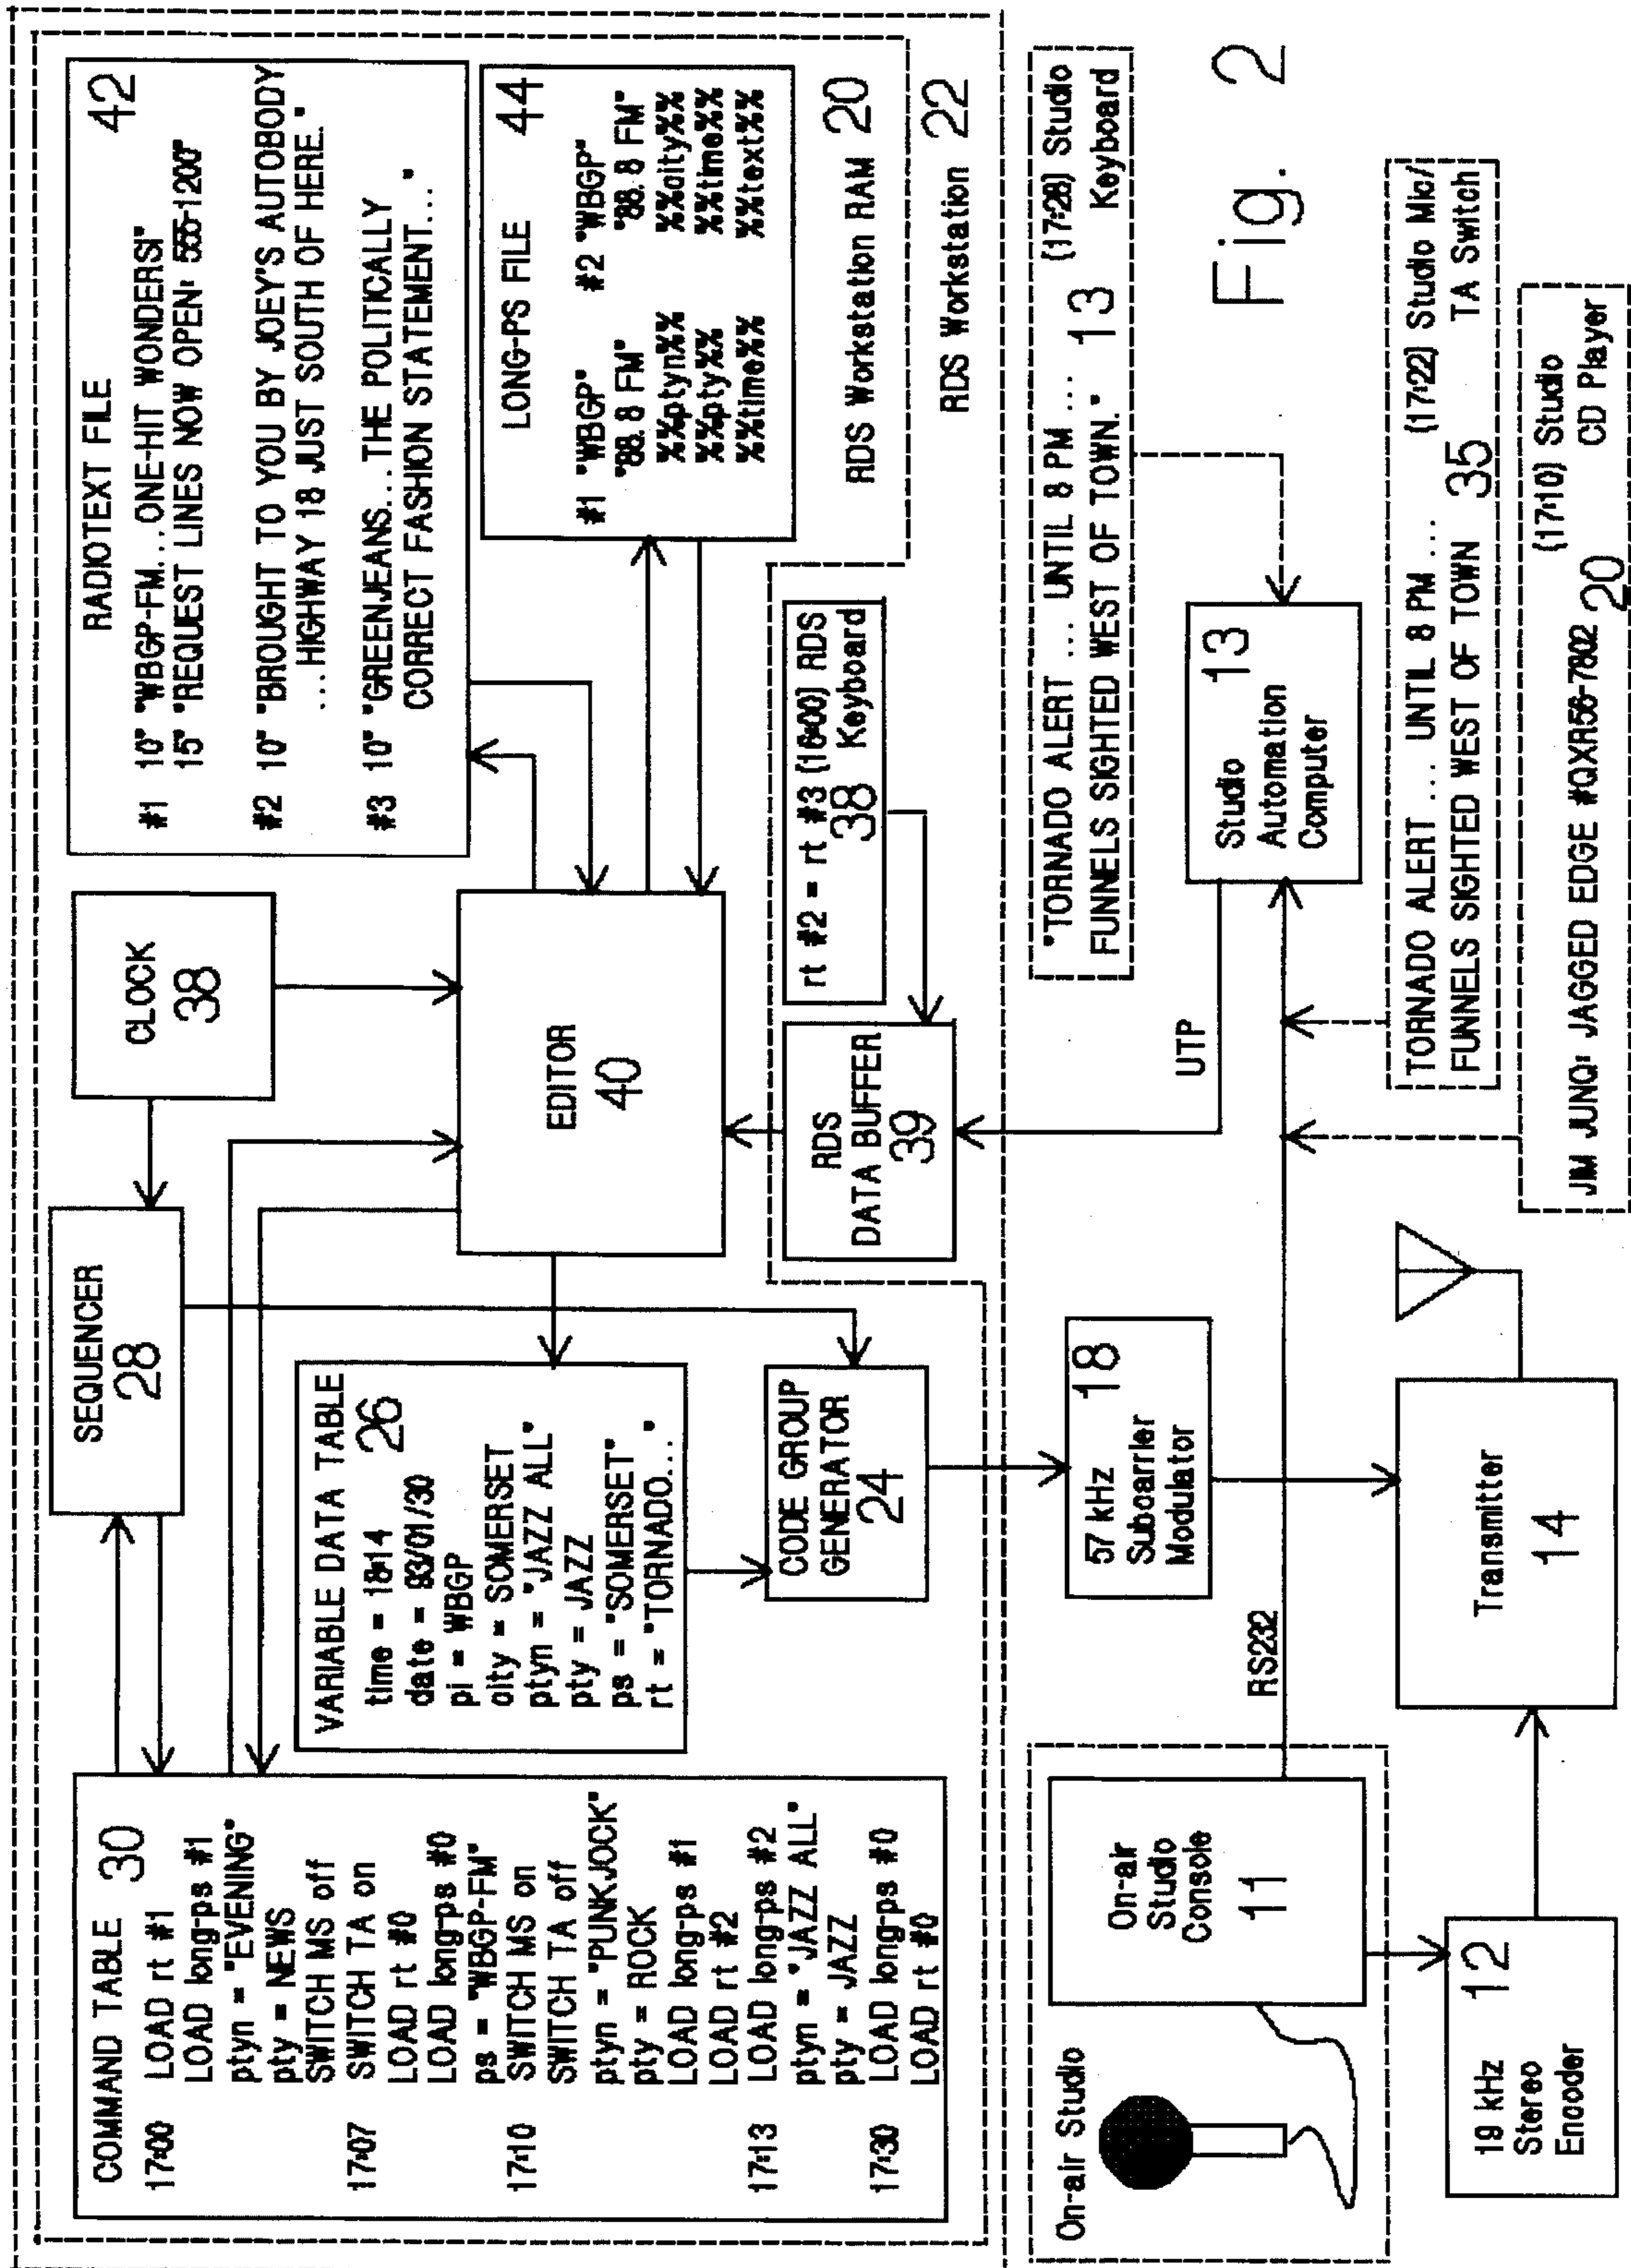 COMMAND TABLE 30
17:00 LOAD rt #1
LOAD long-ps #1
ptyn = "EVENING"
pty = NEWS
SWITCH MS off
17:07 SWITCH TA on
LOAD rt #0
LOAD long-ps #0
ps = "WBGP-FM"
17:10 SWITCH MS on
SWITCH TA off
ptyn = "PUNKJOCK"
pty = ROCK
LOAD long-ps #1
LOAD rt #2
17:13 LOAD long-ps #2
ptyn = "JAZZ ALL"
pty = JAZZ
17:30 LOAD long-ps #0
LOAD rt #0
SEQUENCER
28
CLOCK
38
RADIOTEXT FILE 42
#1 10" "WBGP-FM...ONE-HIT WONDERS!"
15" "REQUEST LINES NOW OPEN: 555-1200"
#2 10" "BROUGHT TO YOU BY JOEY'S AUTOBODY
...HIGHWAY 18 JUST SOUTH OF HERE."
#3 10" "GREENJEANS...THE POLITICALLY
CORRECT FASHION STATEMENT..."
VARIABLE DATA TABLE
26
time = 18:14
date = 93/01/30
pi = WBGP
city = SOMERSET
ptyn = "JAZZ ALL"
pty = JAZZ
ps = "SOMERSET"
rt = "TORNADO..."
EDITOR
40
LONG-PS FILE 44
#1 "WBGP" #2 "WBGP"
"88.8 FM" "88.8 FM"
%%ptyn%% %%city%%
%%pty%% %%time%%
%%time%% %%text%%
CODE GROUP
GENERATOR
24
RDS
DATA BUFFER
39
rt #2 = rt #3 (16:00) RDS
38 Keyboard
RDS Workstation RAM 20
RDS Workstation 22
On-air Studio
On-air
Studio
Console
11
57 kHz 18
Subcarrier
Modulator
RS232
UTP
Studio 13
Automation
Computer
"TORNADO ALERT ... UNTIL 8 PM ... (17:28) Studio
FUNNELS SIGHTED WEST OF TOWN." 13 Keyboard
Fig. 2
19 kHz 12
Stereo
Encoder
Transmitter
14
TORNADO ALERT ... UNTIL 8 PM ... (17:22) Studio Mic/
FUNNELS SIGHTED WEST OF TOWN 35 TA Switch
(17:10) Studio
JIM JUNQ: JAGGED EDGE #QXR56-7802 20 CD Player